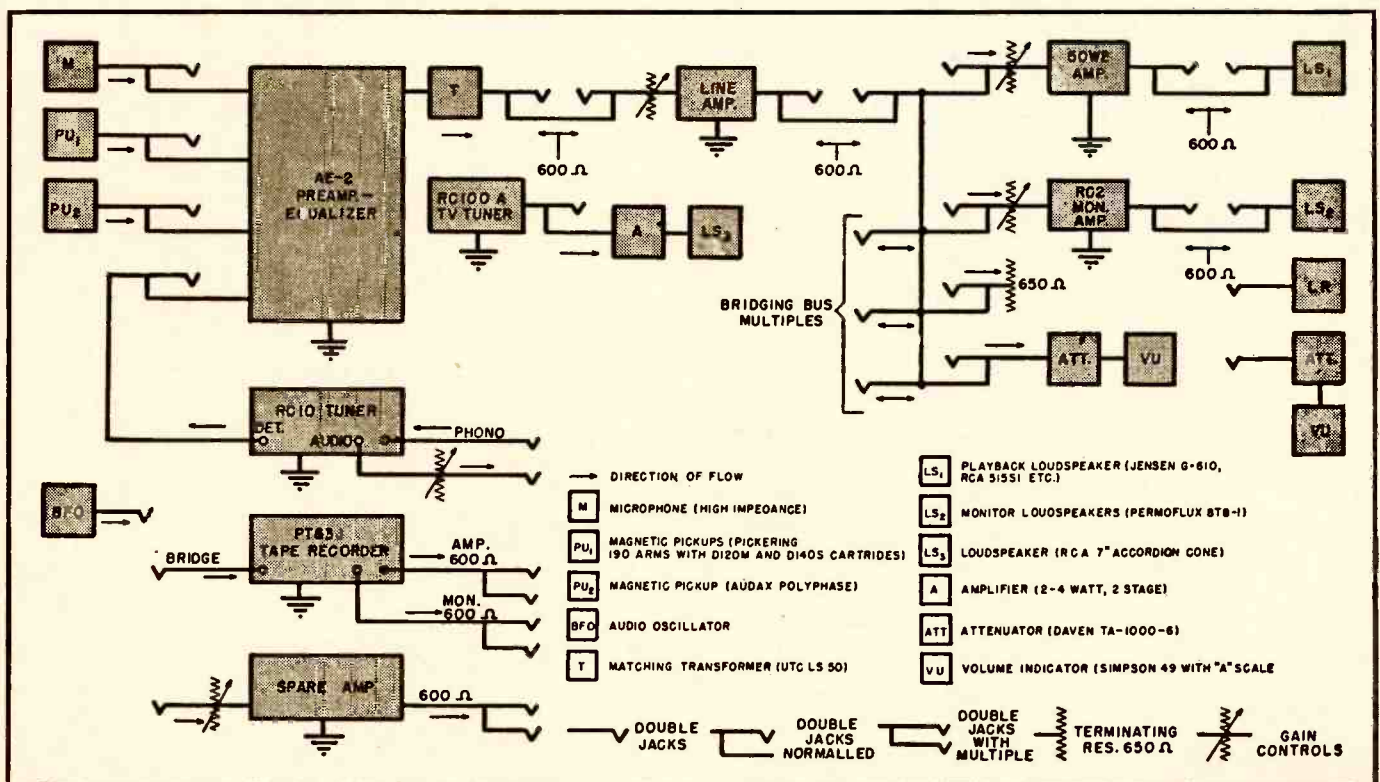 M
PU₁
PU₂
AE-2
PREAMP.-
EQUALIZER
T
600 Ω
LINE
AMP.
600 Ω
50W2
AMP.
600 Ω
LS₁
RC100 A
TV TUNER
A
LS₃
RC2
MON.
AMP.
600 Ω
LS₂
BRIDGING BUS
MULTIPLES
650 Ω
LR
ATT.
VU
ATT.
VU
RC10 TUNER
DET.
AUDIO
PHONO
BFO
BRIDGE
TAPE RECORDER
AMP.
600 Ω
MON.
600 Ω
SPARE AMP
600 Ω
DIRECTION OF FLOW
M MICROPHONE (HIGH IMPEDANCE)
PU₁ MAGNETIC PICKUPS (PICKERING
190 ARMS WITH D120M AND D140S CARTRIDES)
PU₂ MAGNETIC PICKUP (AUDAX POLYPHASE)
BFO AUDIO OSCILLATOR
T MATCHING TRANSFORMER (UTC LS 50)
LS₁ PLAYBACK LOUDSPEAKER (JENSEN G-610,
RCA 515S1 ETC.)
LS₂ MONITOR LOUDSPEAKERS (PERMOFLUX 8T8-1)
LS₃ LOUDSPEAKER (RCA 7" ACCORDION CONE)
A AMPLIFIER (2-4 WATT, 2 STAGE)
ATT ATTENUATOR (DAVEN TA-1000-6)
VU VOLUME INDICATOR (SIMPSON 49 WITH "A" SCALE
DOUBLE
JACKS
DOUBLE
JACKS
NORMALLED
DOUBLE
JACKS
WITH
MULTIPLE
TERMINATING
RES. 650 Ω
GAIN
CONTROLS